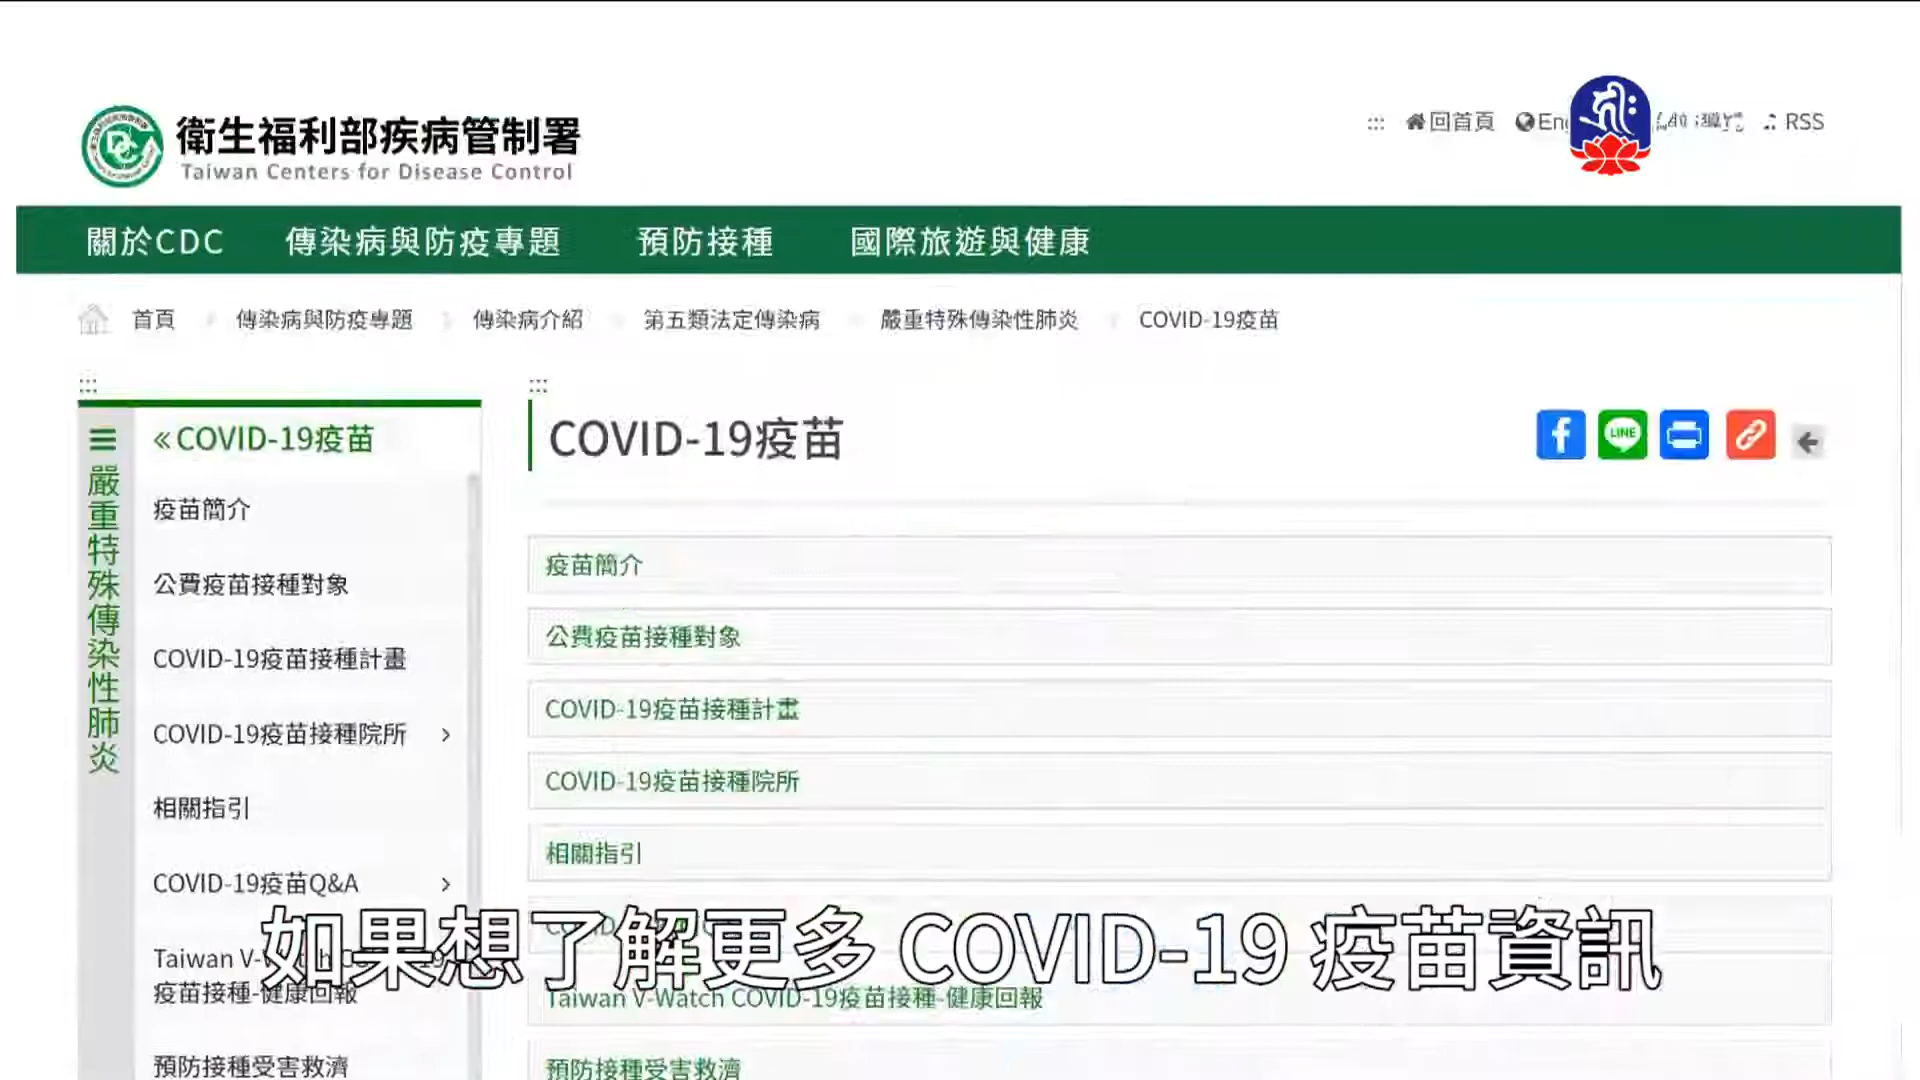 衛生福利部疾病管制署
Taiwan Centers for Disease Control
回首頁 RSS
關於CDC 傳染病與防疫專題 預防接種 國際旅遊與健康
首頁 傳染病與防疫專題 傳染病介紹 第五類法定傳染病 嚴重特殊傳染性肺炎 COVID-19疫苗
嚴重特殊傳染性肺炎
«COVID-19疫苗
疫苗簡介
公費疫苗接種對象
COVID-19疫苗接種計畫
COVID-19疫苗接種院所
相關指引
COVID-19疫苗Q&A
Taiwan
疫苗接種-健康回報
預防接種受害救濟
COVID-19疫苗
LINE
疫苗簡介
公費疫苗接種對象
COVID-19疫苗接種計畫
COVID-19疫苗接種院所
相關指引
Taiwan V-Watch COVID-19疫苗接種-健康回報
預防接種受害救濟
如果想了解更多 COVID-19 疫苗資訊